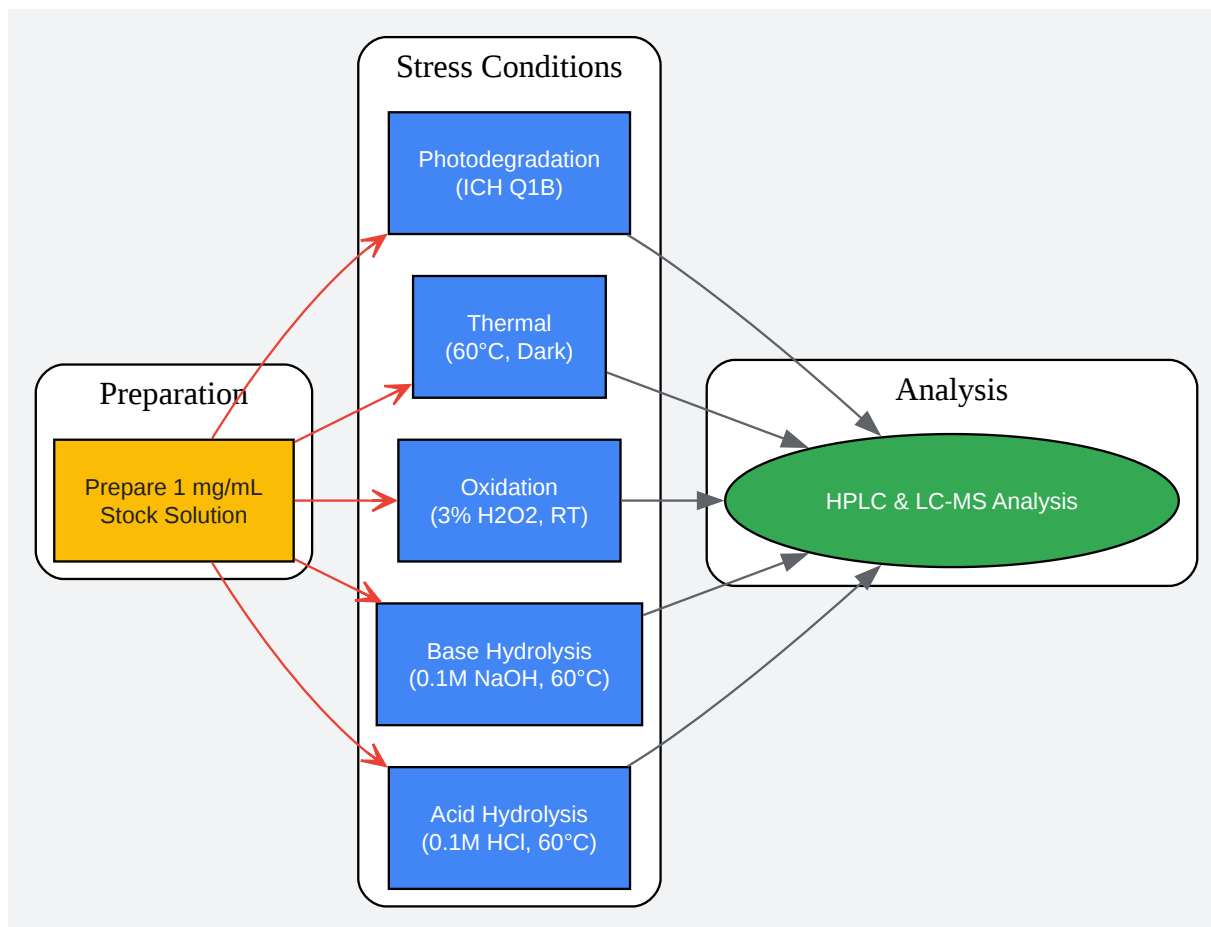 Stress Conditions
Photodegradation
(ICH Q1B)
Thermal
(60°C, Dark)
Preparation
Analysis
Prepare 1 mg/mL
Stock Solution
Oxidation
(3% H2O2, RT)
HPLC & LC-MS Analysis
Base Hydrolysis
(0.1M NaOH, 60°C)
Acid Hydrolysis
(0.1M HCl, 60°C)